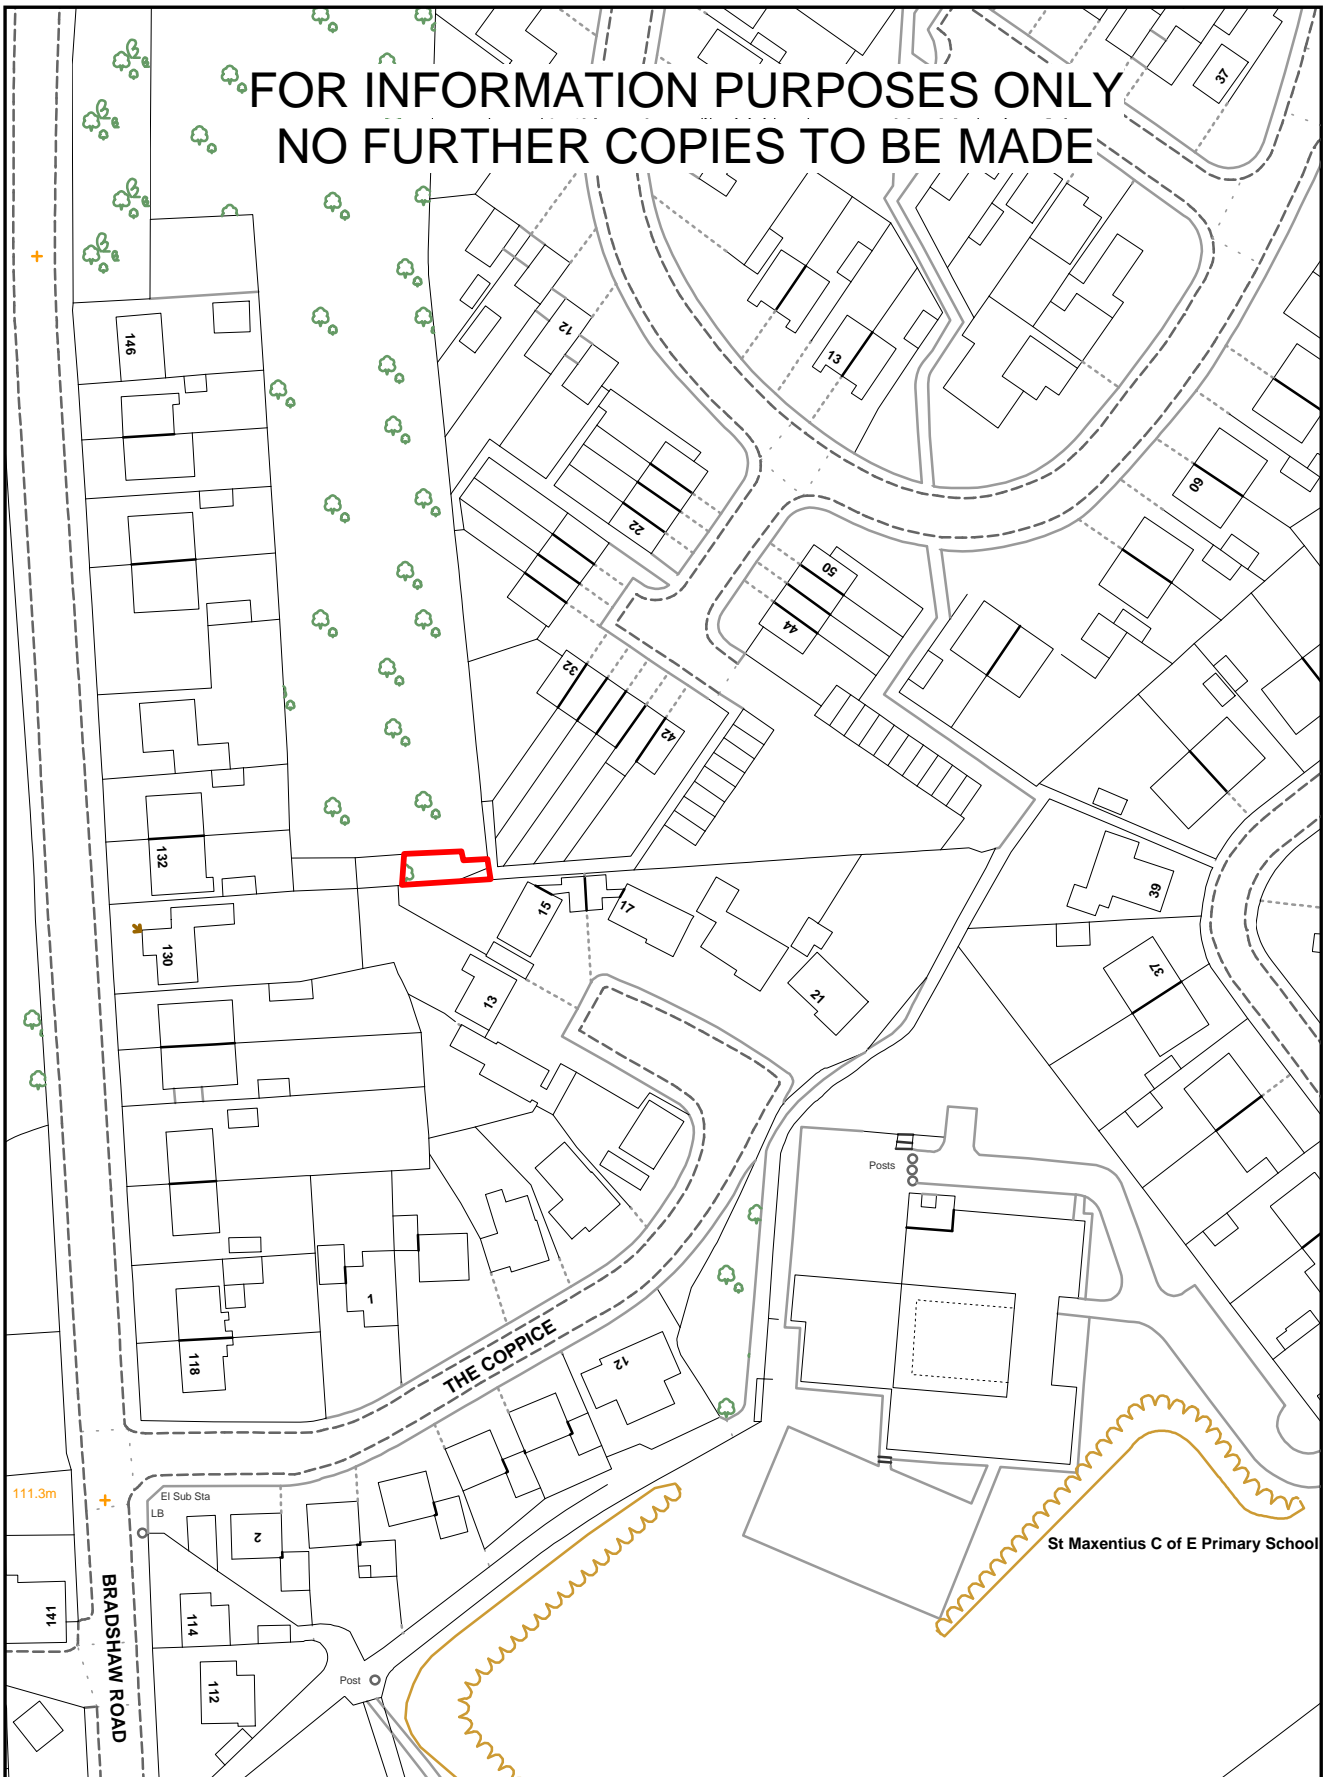 FOR INFORMATION PURPOSES ONLY
NO FURTHER COPIES TO BE MADE
37
146
12
13
60
22
50
44
32
42
132
130
15
17
13
21
39
37
Posts
1
118
THE COPPICE
12
111.3m
El Sub Sta
LB
2
St Maxentius C of E Primary School
141
114
BRADSHAW ROAD
112
Post